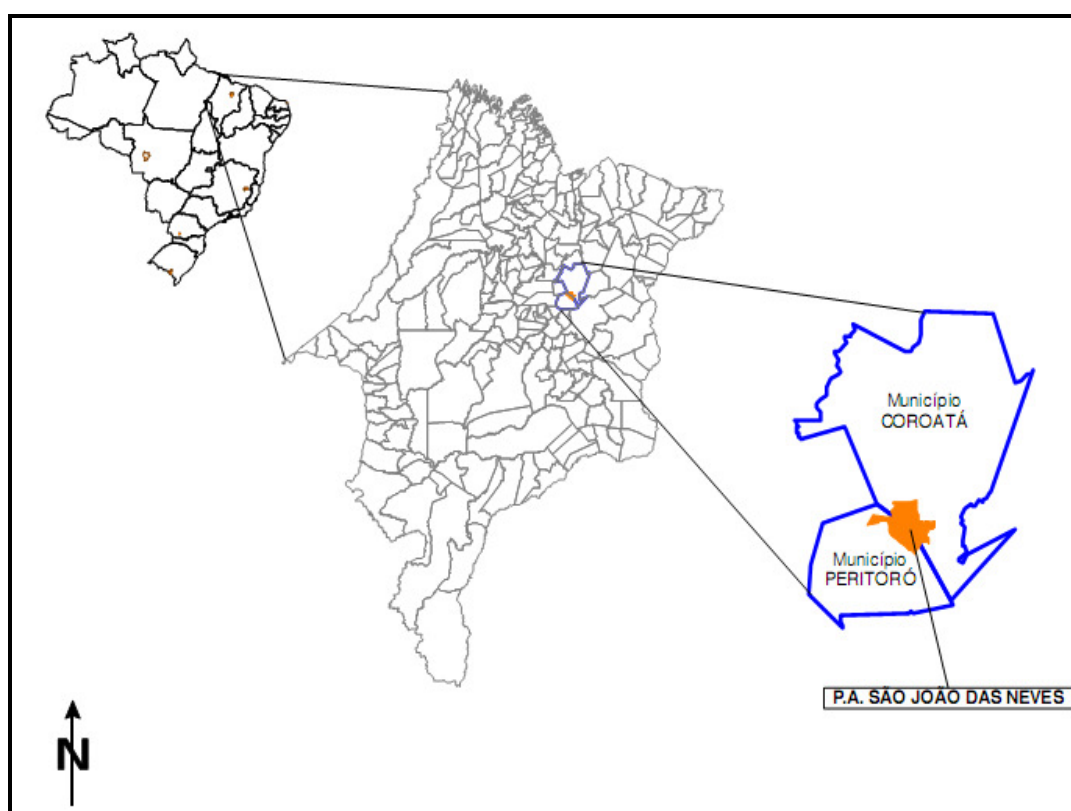 Município
COROATÁ
Município
PERITORÓ
P.A. SÃO JOÃO DAS NEVES
N